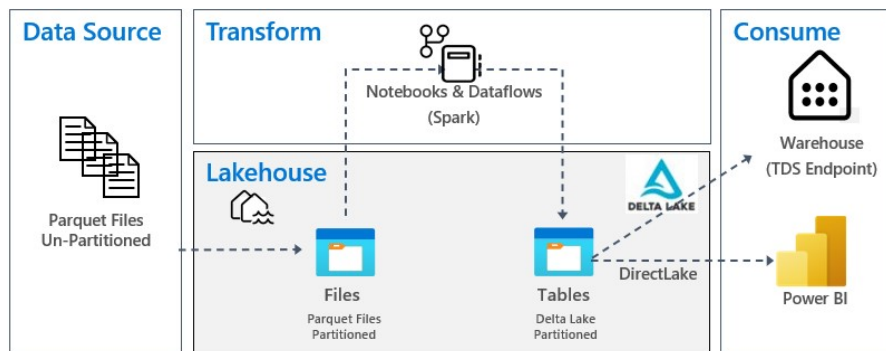 Data Source
Parquet Files
Un-Partitioned
Transform
Notebooks & Dataflows
(Spark)
Lakehouse
DELTA LAKE
Files
Parquet Files
Partitioned
Tables
Delta Lake
Partitioned
DirectLake
Consume
Warehouse
(TDS Endpoint)
Power BI